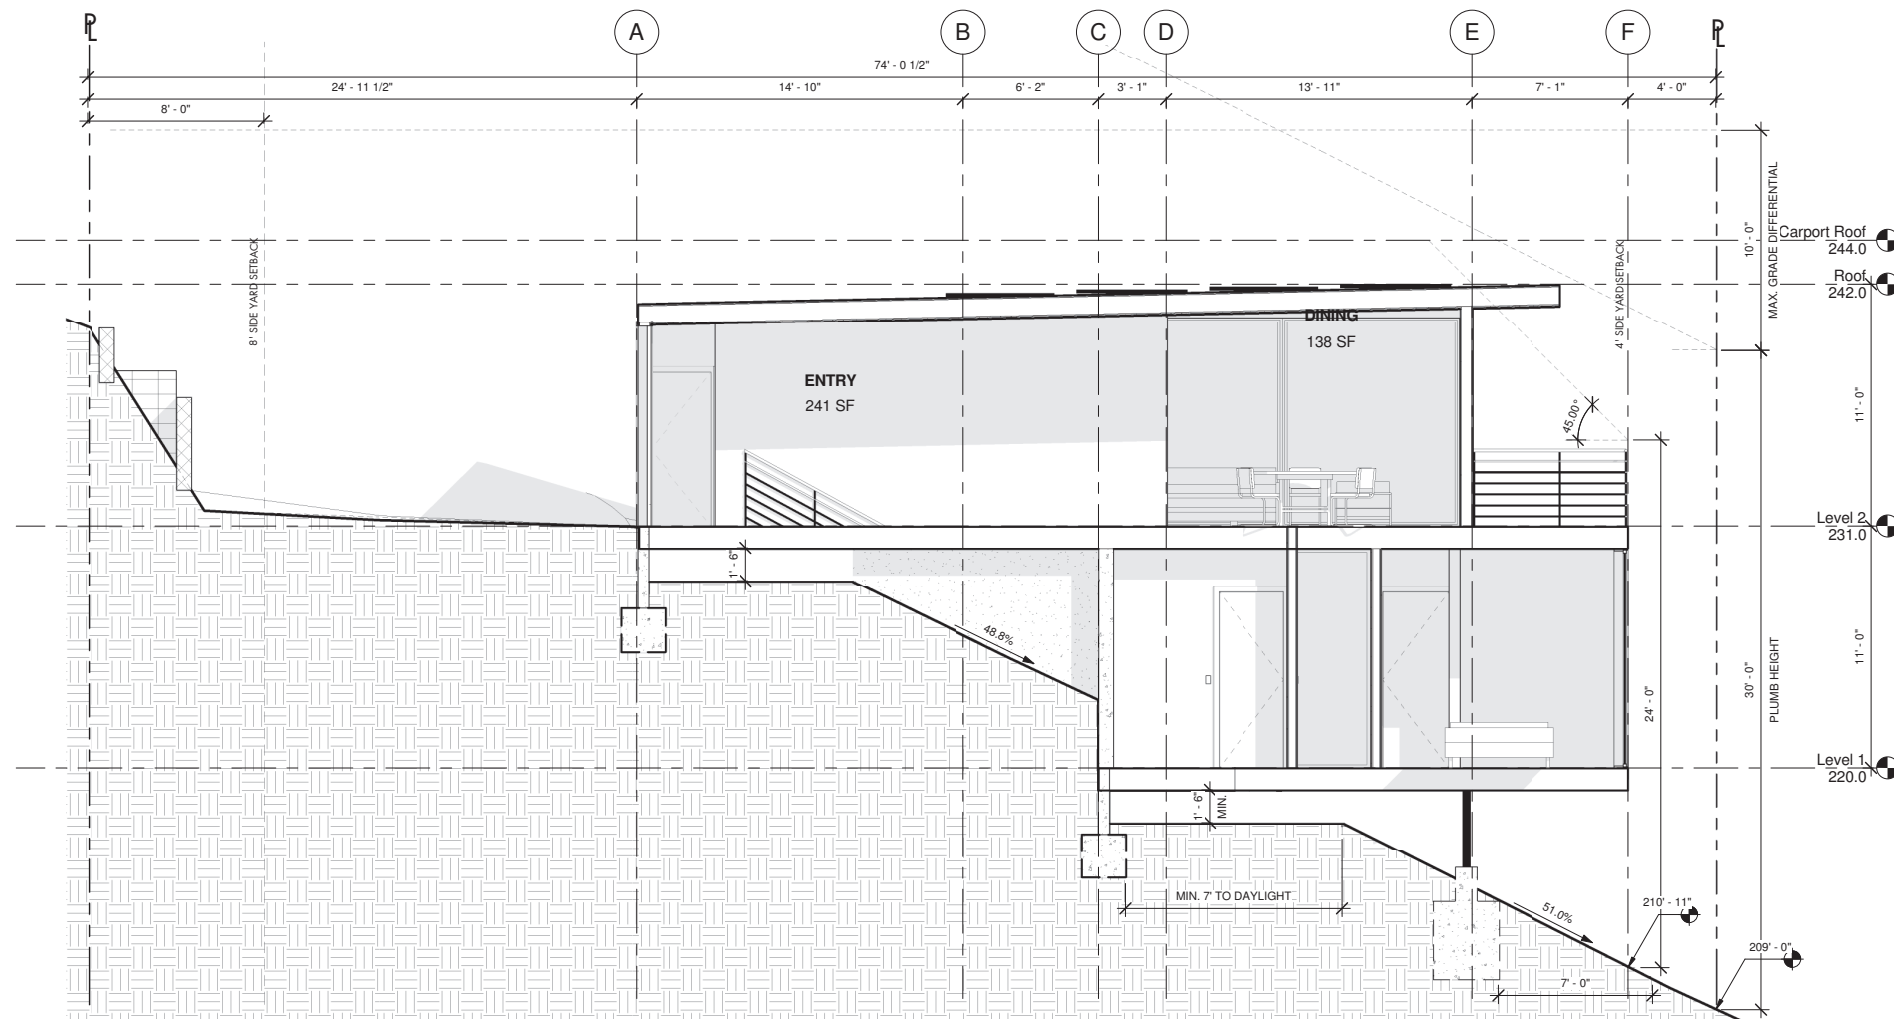 PL
A
B
C
D
E
F
PL
74' - 0 1/2"
24' - 11 1/2"
14' - 10"
6' - 2"
3' - 1"
13' - 11"
7' - 1"
4' - 0"
8' - 0"
8' SIDE YARD SETBACK
4' SIDE YARD SETBACK
10' - 0"
MAX. GRADE DIFFERENTIAL
Carport Roof
244.0
Roof
242.0
DINING
138 SF
ENTRY
241 SF
45.00°
11' - 0"
Level 2
231.0
1' - 6"
48.8%
11' - 0"
24' - 0"
30' - 0"
PLUMB HEIGHT
Level 1
220.0
1' - 6"
MIN.
MIN. 7' TO DAYLIGHT
51.0%
210' - 11"
209' - 0"
7' - 0"